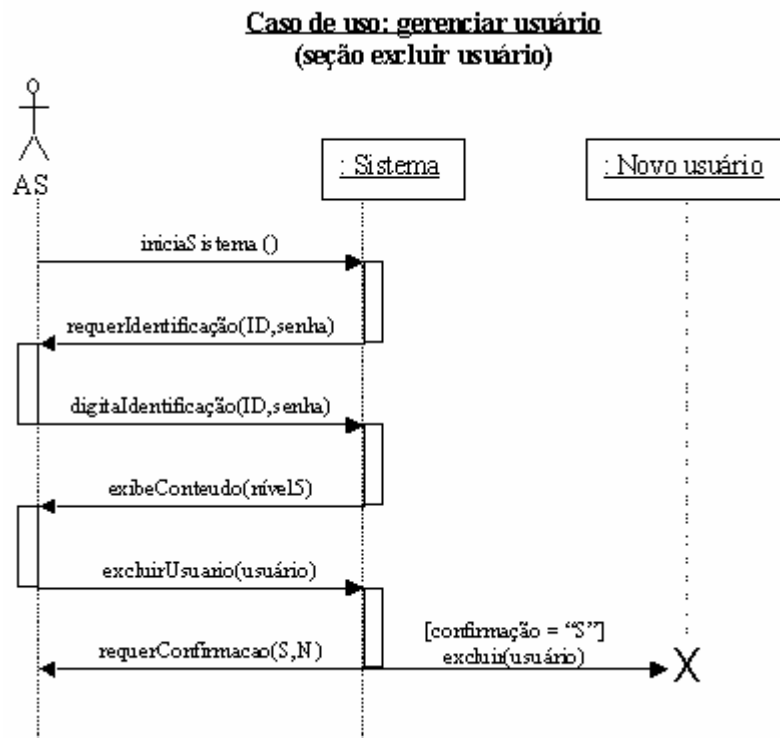 Caso de uso: gerenciar usuário
(seção excluir usuário)
: Sistema
: Novo usuário
AS
iniciaSistema ()
requerIdentificação(ID,senha)
digitaIdentificação(ID,senha)
exibeConteudo(nível5)
excluirUsuario(usuário)
[confirmação = “S”]
requerConfirmacao(S,N)
excluir(usuário)
X